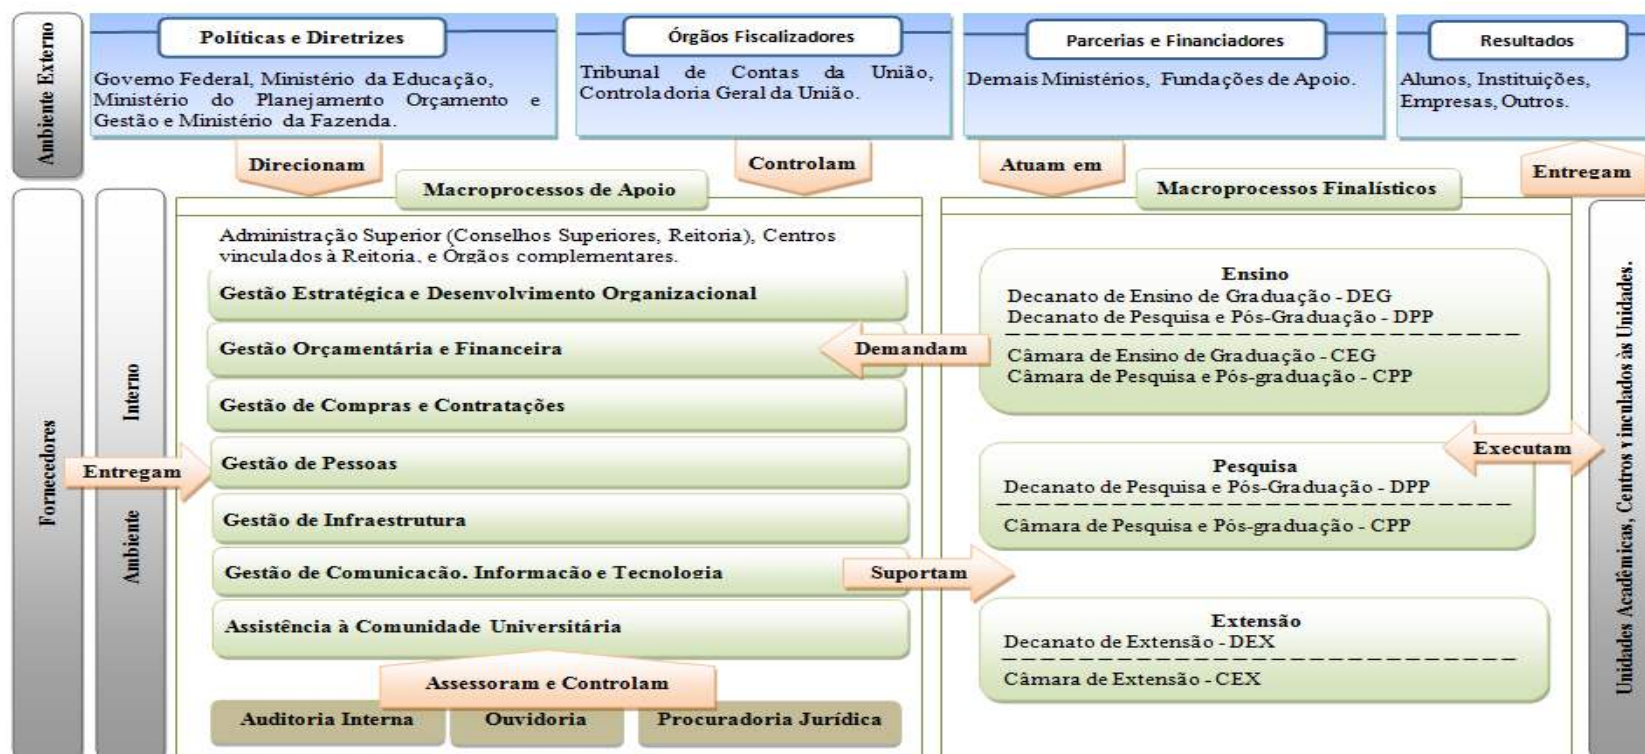 Ambiente Externo
Políticas e Diretrizes
Governo Federal, Ministério da Educação,
Ministério do Planejamento Orçamento e
Gestão e Ministério da Fazenda.
Órgãos Fiscalizadores
Tribunal de Contas da União,
Controladoria Geral da União.
Parcerias e Financiadores
Demais Ministérios, Fundações de Apoio.
Resultados
Alunos, Instituições,
Empresas, Outros.
Direcionam
Controlam
Atuam em
Entregam
Fornecedores
Ambiente Interno
Entregam
Macroprocessos de Apoio
Administração Superior (Conselhos Superiores, Reitoria), Centros
vinculados à Reitoria, e Órgãos complementares.
Gestão Estratégica e Desenvolvimento Organizacional
Gestão Orçamentária e Financeira
Gestão de Compras e Contratações
Gestão de Pessoas
Gestão de Infraestrutura
Gestão de Comunicação, Informação e Tecnologia
Assistência à Comunidade Universitária
Assessoram e Controlam
Auditoria Interna
Ouvidoria
Procuradoria Jurídica
Demandam
Suportam
Macroprocessos Finalísticos
Ensino
Decanato de Ensino de Graduação - DEG
Decanato de Pesquisa e Pós-Graduação - DPP
Câmara de Ensino de Graduação - CEG
Câmara de Pesquisa e Pós-graduação - CPP
Pesquisa
Decanato de Pesquisa e Pós-Graduação - DPP
Câmara de Pesquisa e Pós-graduação - CPP
Extensão
Decanato de Extensão - DEX
Câmara de Extensão - CEX
Executam
Unidades Acadêmicas, Centros vinculados às Unidades.